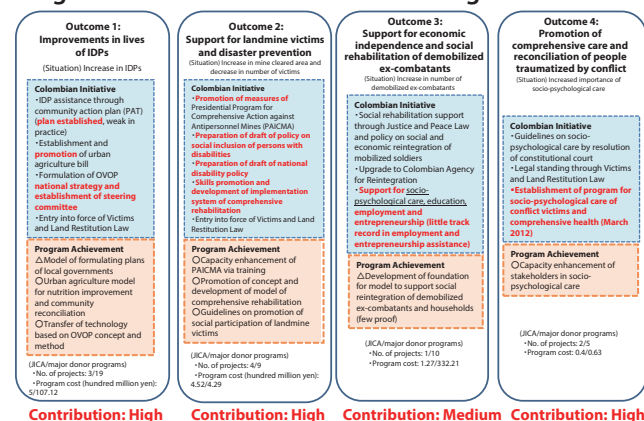 Outcome 1:
Improvements in lives
of IDPs
(Situation) Increase in IDPs
Colombian Initiative
・IDP assistance through
community action plan (PAT)
(plan established, weak in
practice)
・Establishment and
promotion of urban
agriculture bill
・Formulation of OVOP
national strategy and
establishment of steering
committee
・Entry into force of Victims
and Land Restitution Law
Program Achievement
△Model of formulating plans
of local governments
○Urban agriculture model
for nutrition improvement
and community
reconciliation
○Transfer of technology
based on OVOP concept and
method
(JICA/major donor programs)
・No. of projects: 3/19
・Program cost (hundred million yen):
5/107.12
Contribution: High
Outcome 2:
Support for landmine victims
and disaster prevention
(Situation) Increase in mine cleared area and
decrease in number of victims
Colombian Initiative
・Promotion of measures of
Presidential Program for
Comprehensive Action against
Antipersonnel Mines (PAICMA)
・Preparation of draft of policy on
social inclusion of persons with
disabilities
・Preparation of draft of national
disability policy
・Skills promotion and
development of implementation
system of comprehensive
rehabilitation
・Entry into force of Victims and Land
Restitution Law
Program Achievement
○Capacity enhancement of
PAICMA via training
○Promotion of concept and
development of model of
comprehensive rehabilitation
○Guidelines on promotion of
social participation of landmine
victims
(JICA/major donor programs)
・No. of projects: 4/9
・Program cost (hundred million yen):
4.52/4.29
Contribution: High
Outcome 3:
Support for economic
independence and social
rehabilitation of demobilized
ex-combatants
(Situation) Increase in number of
demobilized ex-combatants
Colombian Initiative
・Social rehabilitation support
through Justice and Peace Law
and policy on social and
economic reintegration of
mobilized soldiers
・Upgrade to Colombian Agency
for Reintegration
・Support for socio-
psychological care, education,
employment and
entrepreneurship (little track
record in employment and
entrepreneurship assistance)
Program Achievement
△Development of foundation
for model to support social
reintegration of demobilized
ex-combatants and households
(few proof)
(JICA/major donor programs)
・No. of projects: 1/10
・Program cost: 1.27/332.21
Contribution: Medium
Outcome 4:
Promotion of
comprehensive care and
reconciliation of people
traumatized by conflict
(Situation) Increased importance of
socio-psychological care
Colombian Initiative
・Guidelines on socio-
psychological care by resolution
of constitutional court
・Legal standing through Victims
and Land Restitution Law
・Establishment of program for
socio-psychological care of
conflict victims and
comprehensive health (March
2012)
Program Achievement
○Capacity enhancement of
stakeholders in socio-
psychological care
(JICA/major donor programs)
・No. of projects: 2/5
・Program cost: 0.4/0.63
Contribution: High